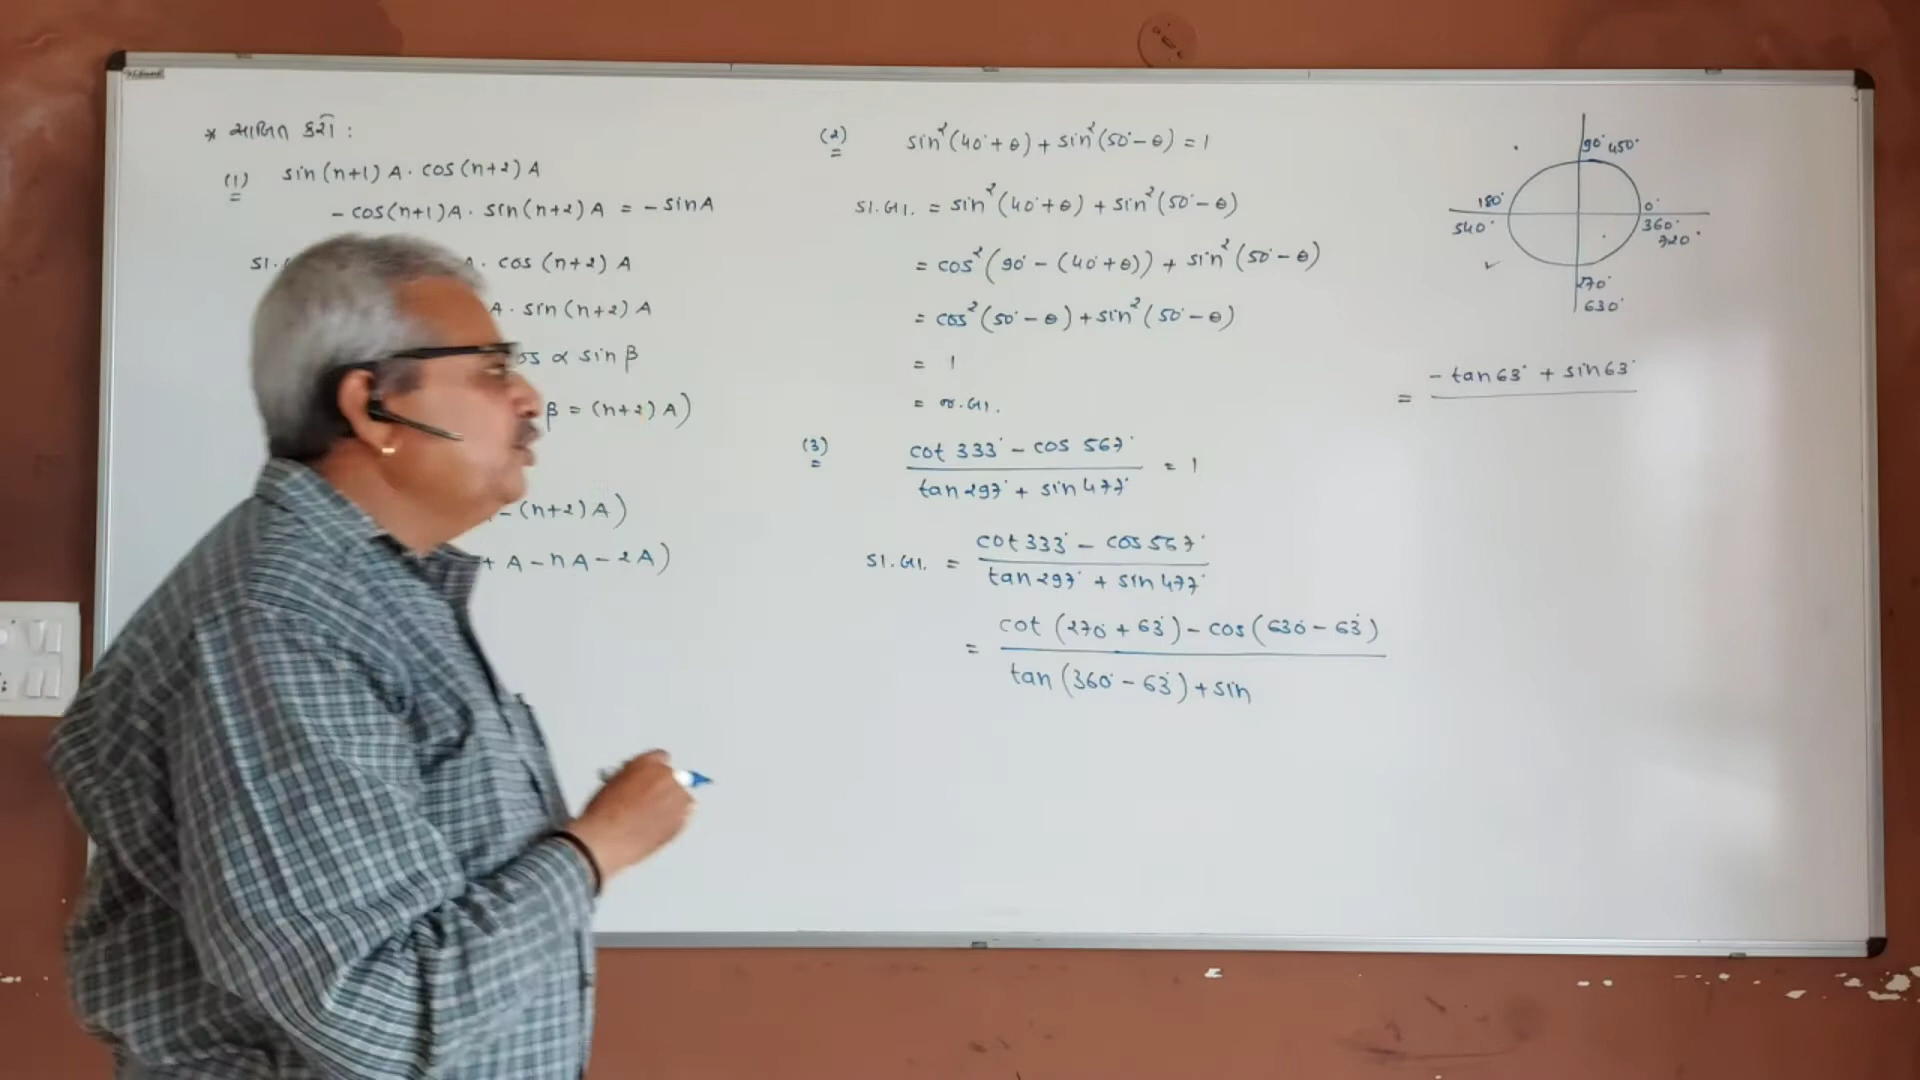 * સાબિત કરો :
(1) sin(n+1)A · cos(n+2)A
- cos(n+1)A · sin(n+2)A = - sinA
A · cos(n+2)A
A · sin(n+2)A
α sin β
β = (n+2)A)
- (n+2)A)
+ A - nA - 2A)
(2) sin²(40° + θ) + sin²(50° - θ) = 1
ડા.બા. = sin²(40° + θ) + sin²(50° - θ)
= cos²(90° - (40° + θ)) + sin²(50° - θ)
= cos²(50° - θ) + sin²(50° - θ)
= 1
= જ.બા.
(3) cot 333° - cos 567°
tan 297° + sin 477° = 1
ડા.બા. = cot 333° - cos 567°
tan 297° + sin 477°
= cot (270° + 63°) - cos (630° - 63°)
tan (360° - 63°) + sin
90° 450°
180° 0°
540° 360°
720°
270°
630°
= - tan 63° + sin 63°